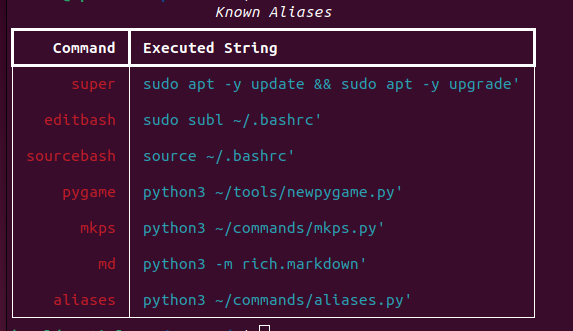 Known Aliases
Command Executed String
super sudo apt -y update && sudo apt -y upgrade'
editbash sudo subl ~/.bashrc'
sourcebash source ~/.bashrc'
pygame python3 ~/tools/newpygame.py'
mkps python3 ~/commands/mkps.py'
md python3 -m rich.markdown'
aliases python3 ~/commands/aliases.py'